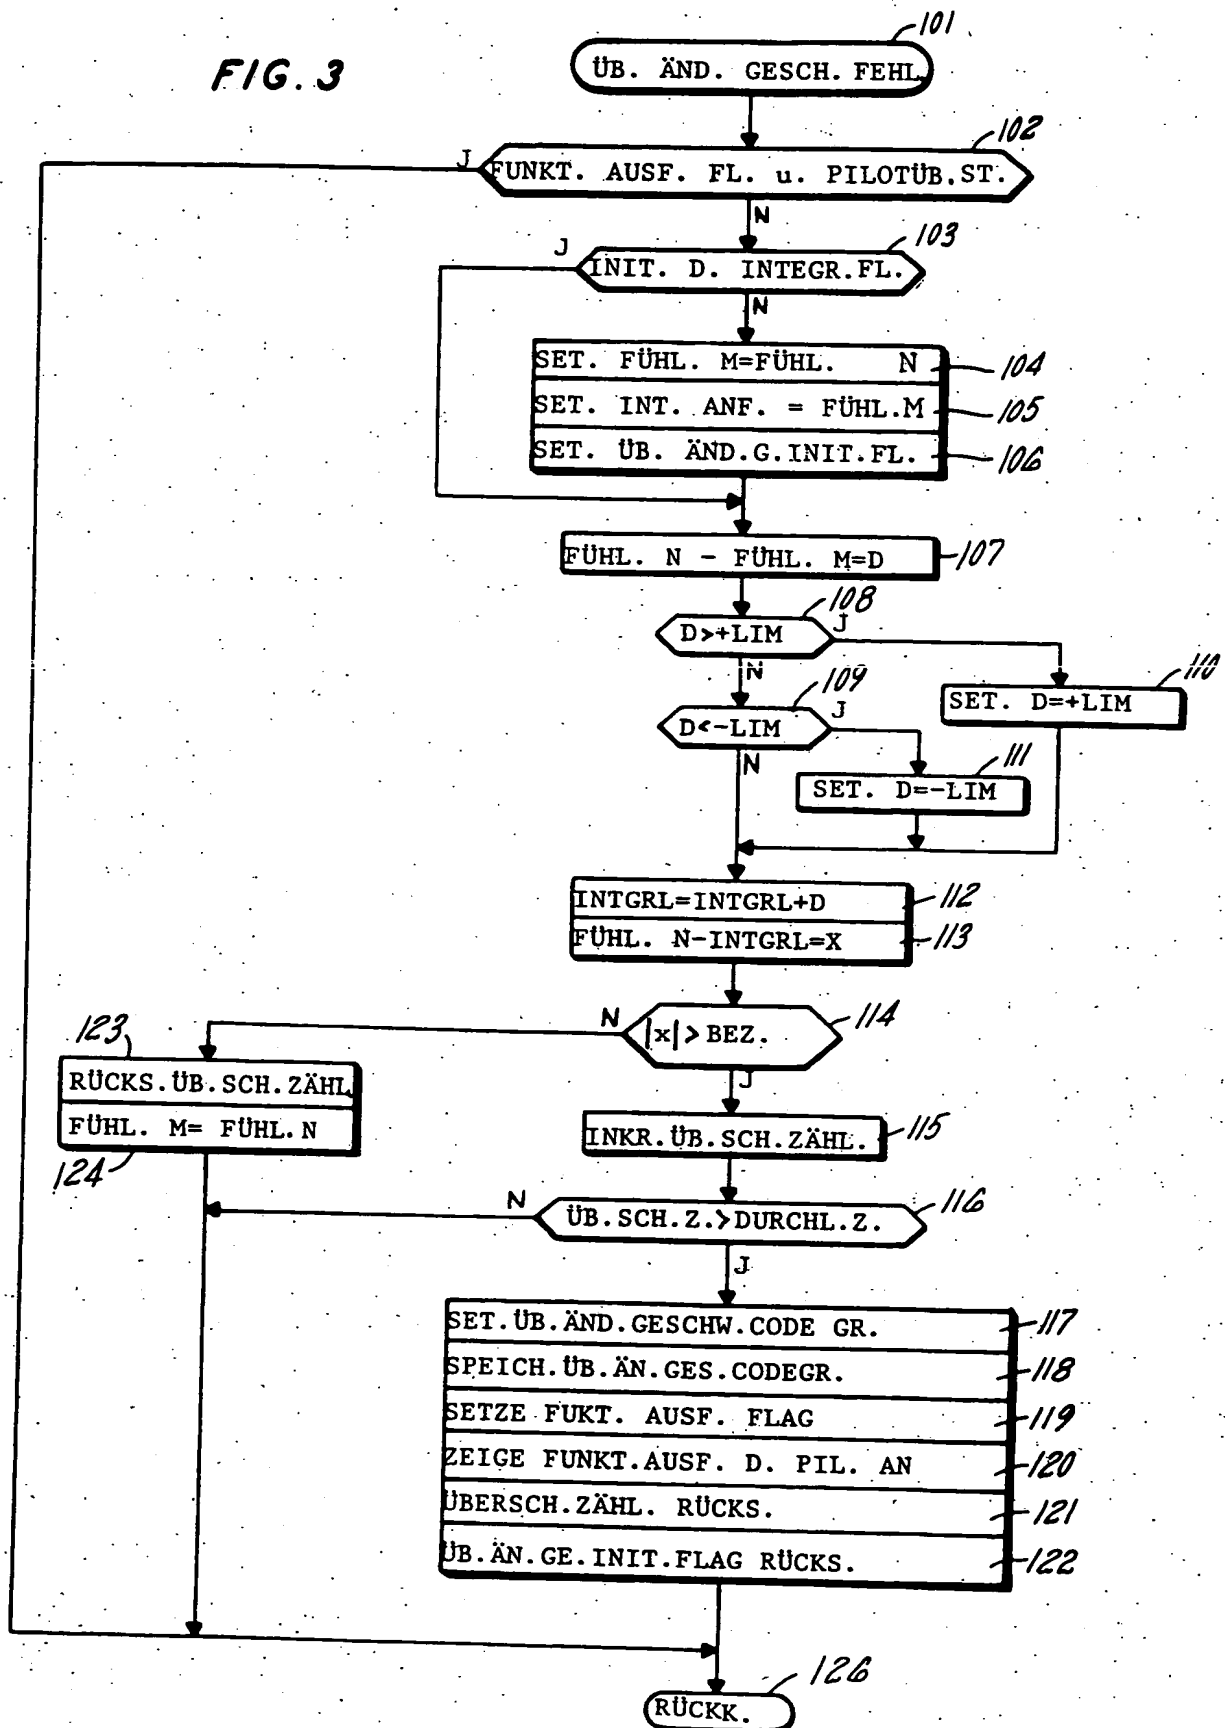 FIG. 3
101
ÜB. ÄND. GESCH. FEHL.
102
J
FUNKT. AUSF. FL. u. PILOTÜB.ST.
N
103
J
INIT. D. INTEGR.FL.
N
SET. FÜHL. M=FÜHL. N 104
SET. INT. ANF. = FÜHL.M 105
SET. ÜB. ÄND.G.INIT.FL. 106
FÜHL. N - FÜHL. M=D 107
108
D>+LIM J
N
109
110
SET. D=+LIM
D<-LIM J
N
111
SET. D=-LIM
INTGRL=INTGRL+D 112
FÜHL. N-INTGRL=X 113
N
|x|> BEZ. 114
J
123
RÜCKS.ÜB.SCH.ZÄHL
FÜHL. M= FÜHL.N
124
INKR.ÜB.SCH.ZÄHL. 115
N
ÜB.SCH.Z.>DURCHL.Z. 116
J
SET.ÜB.ÄND.GESCHW.CODE GR. 117
SPEICH.ÜB.ÄN.GES.CODEGR. 118
SETZE FUKT. AUSF. FLAG 119
ZEIGE FUNKT.AUSF. D. PIL. AN 120
ÜBERSCH.ZÄHL. RÜCKS. 121
ÜB.ÄN.GE.INIT.FLAG RÜCKS. 122
126
RÜCKK.